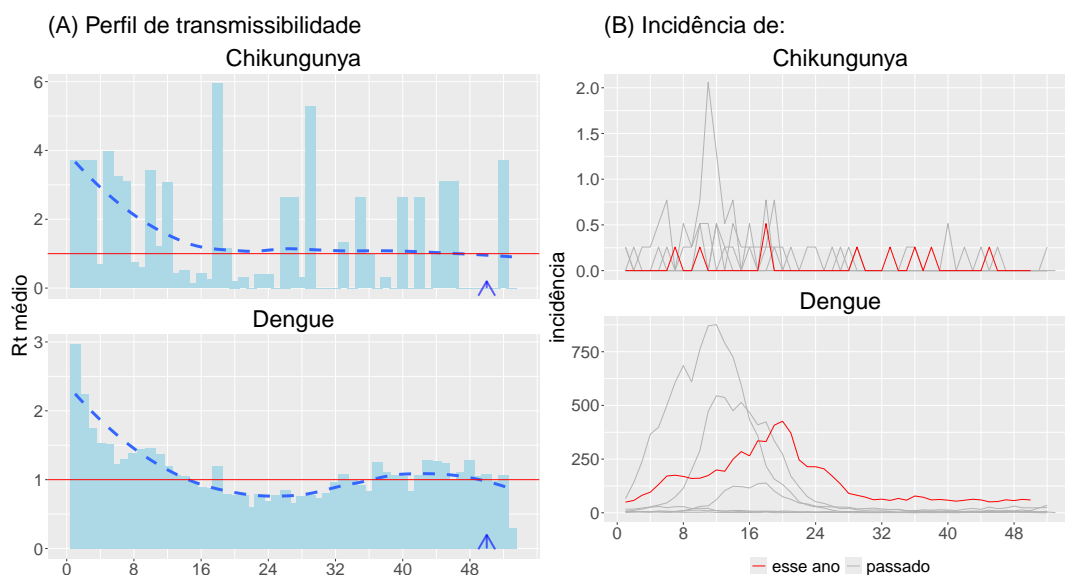 (A) Perfil de transmissibilidade
Chikungunya
6
4
2
0
Dengue
3
2
1
0
Rt médio
0 8 16 24 32 40 48
(B) Incidência de:
Chikungunya
2.0
1.5
1.0
0.5
0.0
Dengue
750
500
250
0
incidência
0 8 16 24 32 40 48
esse ano passado